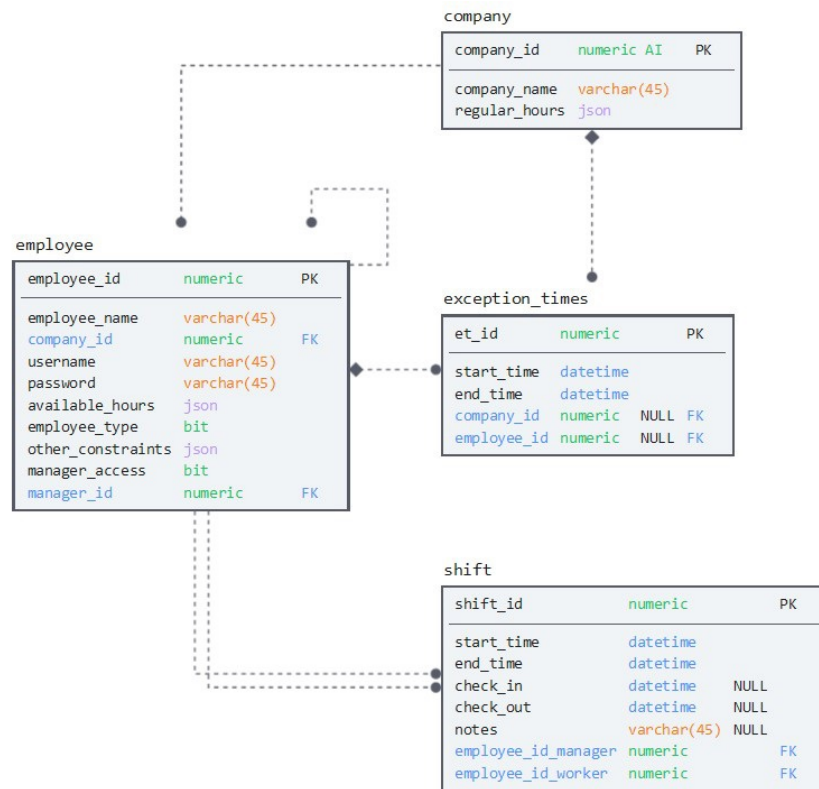 company
company_id numeric AI PK
company_name varchar(45)
regular_hours json
employee
employee_id numeric PK
employee_name varchar(45)
company_id numeric FK
username varchar(45)
password varchar(45)
available_hours json
employee_type bit
other_constraints json
manager_access bit
manager_id numeric FK
exception_times
et_id numeric PK
start_time datetime
end_time datetime
company_id numeric NULL FK
employee_id numeric NULL FK
shift
shift_id numeric PK
start_time datetime
end_time datetime
check_in datetime NULL
check_out datetime NULL
notes varchar(45) NULL
employee_id_manager numeric FK
employee_id_worker numeric FK